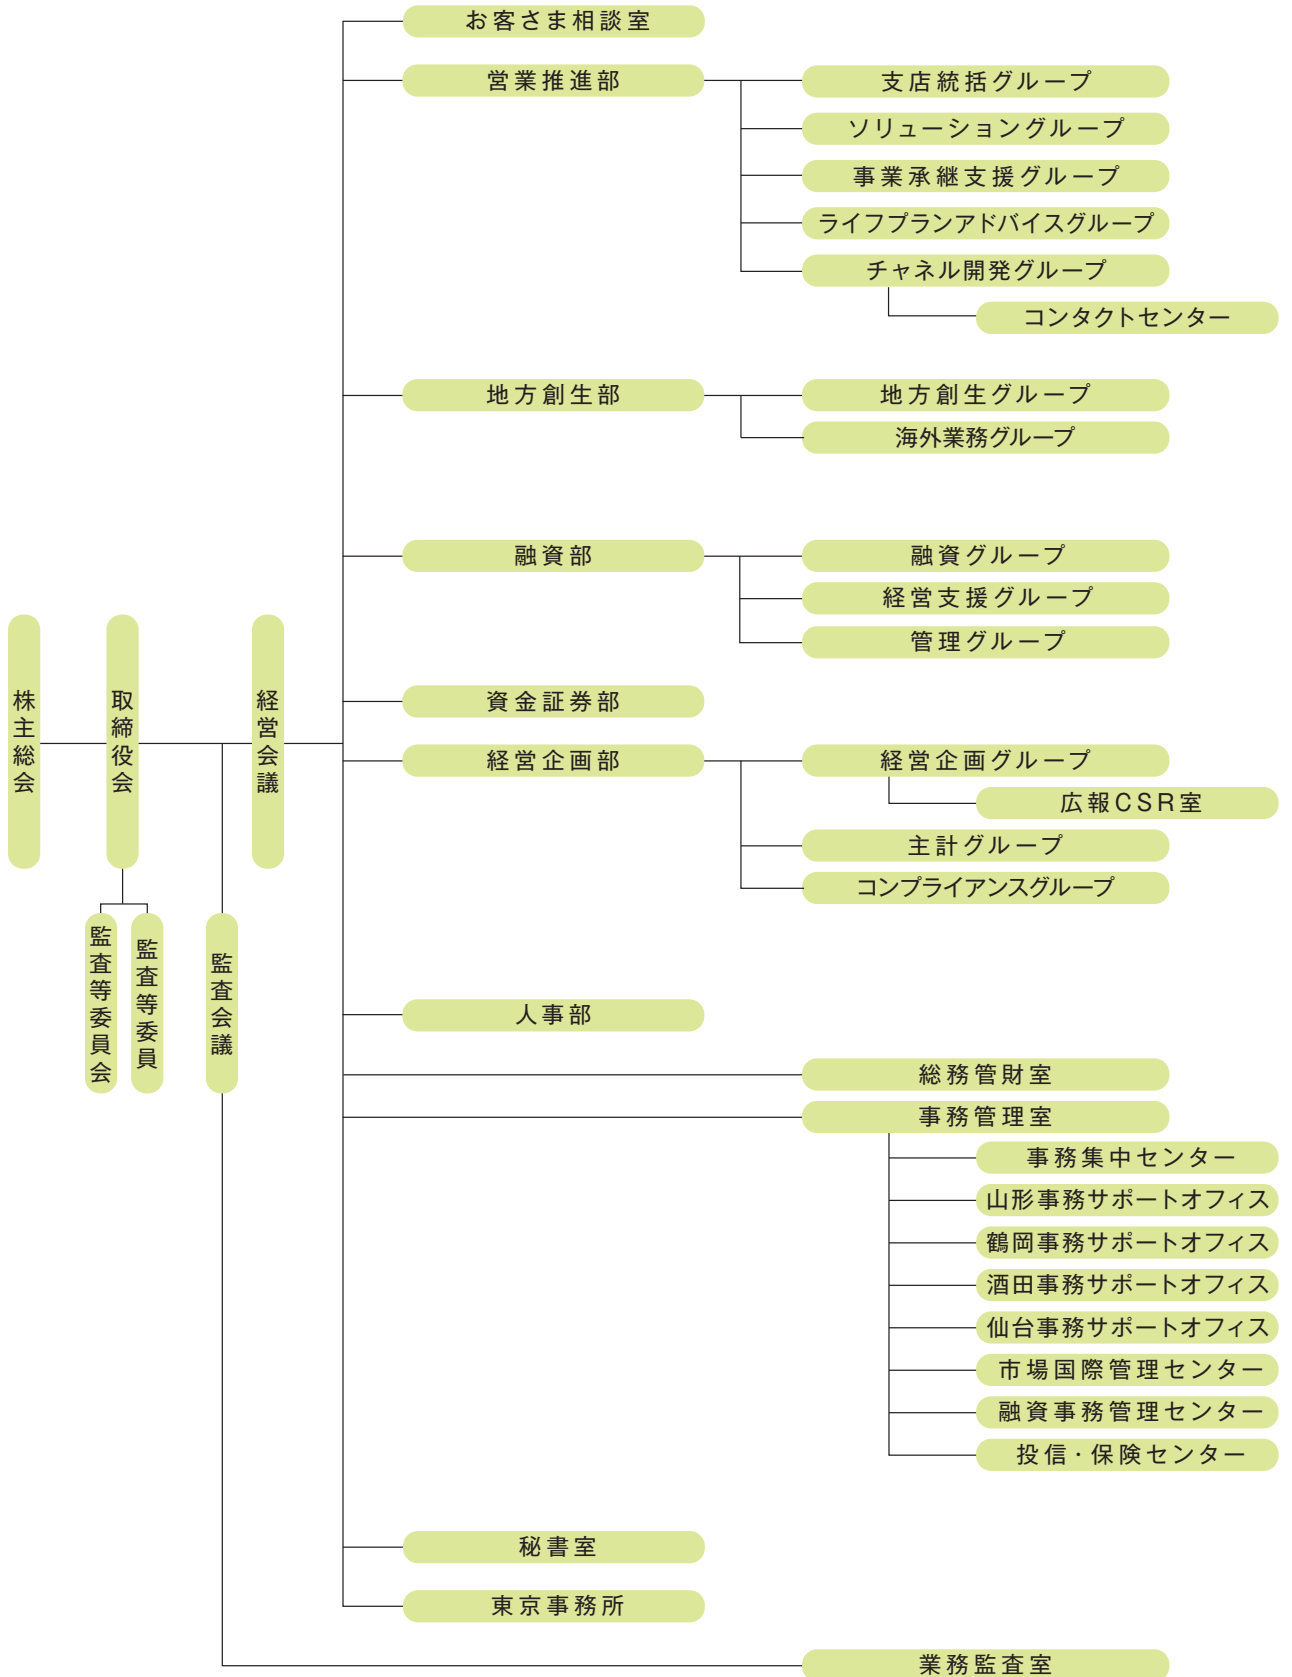 お客さま相談室
営業推進部
支店統括グループ
ソリューショングループ
事業承継支援グループ
ライフプランアドバイスグループ
チャネル開発グループ
コンタクトセンター
地方創生部
地方創生グループ
海外業務グループ
融資部
融資グループ
経営支援グループ
管理グループ
株主総会
取締役会
経営会議
資金証券部
経営企画部
経営企画グループ
広報CSR室
主計グループ
コンプライアンスグループ
監査等委員会
監査等委員
監査会議
人事部
総務管財室
事務管理室
事務集中センター
山形事務サポートオフィス
鶴岡事務サポートオフィス
酒田事務サポートオフィス
仙台事務サポートオフィス
市場国際管理センター
融資事務管理センター
投信・保険センター
秘書室
東京事務所
業務監査室